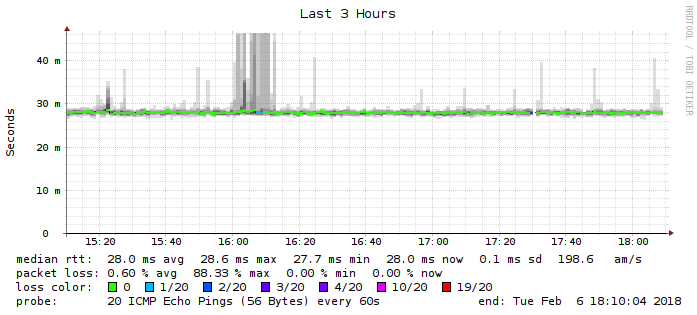 Last 3 Hours
RRDTOOL / TOBI OETIKER
Seconds
40 m
30 m
20 m
10 m
0
15:20 15:40 16:00 16:20 16:40 17:00 17:20 17:40 18:00
median rtt: 28.0 ms avg 28.6 ms max 27.7 ms min 28.0 ms now 0.1 ms sd 198.6 am/s
packet loss: 0.60 % avg 88.33 % max 0.00 % min 0.00 % now
loss color: 0 1/20 2/20 3/20 4/20 10/20 19/20
probe: 20 ICMP Echo Pings (56 Bytes) every 60s end: Tue Feb 6 18:10:04 2018